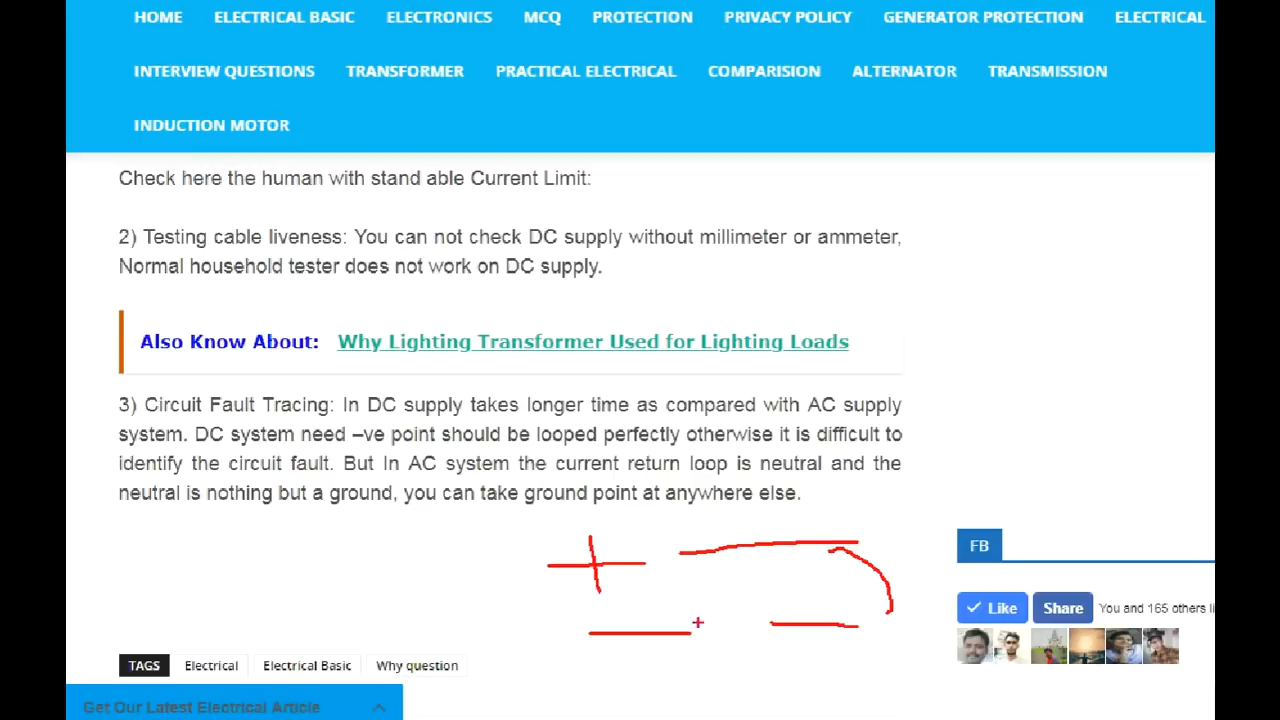 HOME ELECTRICAL BASIC ELECTRONICS MCQ PROTECTION PRIVACY POLICY GENERATOR PROTECTION ELECTRICAL
INTERVIEW QUESTIONS TRANSFORMER PRACTICAL ELECTRICAL COMPARISION ALTERNATOR TRANSMISSION
INDUCTION MOTOR
Check here the human with stand able Current Limit:
2) Testing cable liveness: You can not check DC supply without millimeter or ammeter,
Normal household tester does not work on DC supply.
Also Know About: Why Lighting Transformer Used for Lighting Loads
3) Circuit Fault Tracing: In DC supply takes longer time as compared with AC supply
system. DC system need –ve point should be looped perfectly otherwise it is difficult to
identify the circuit fault. But In AC system the current return loop is neutral and the
neutral is nothing but a ground, you can take ground point at anywhere else.
FB
Like Share You and 165 others li
TAGS Electrical Electrical Basic Why question
Get Our Latest Electrical Article